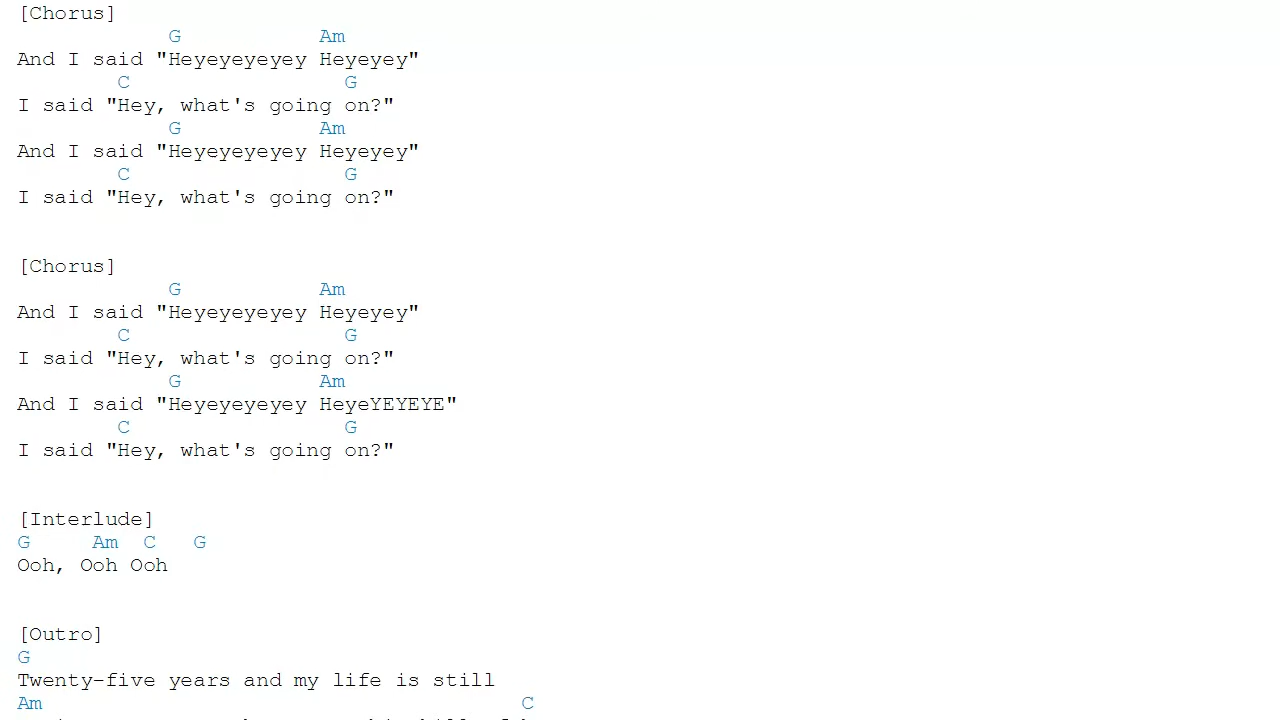 [Chorus]
G Am
And I said "Heyeyeyeyey Heyeyey"
C G
I said "Hey, what's going on?"
G Am
And I said "Heyeyeyeyey Heyeyey"
C G
I said "Hey, what's going on?"
[Chorus]
G Am
And I said "Heyeyeyeyey Heyeyey"
C G
I said "Hey, what's going on?"
G Am
And I said "Heyeyeyeyey HeyeYEYEYE"
C G
I said "Hey, what's going on?"
[Interlude]
G Am C G
Ooh, Ooh Ooh
[Outro]
G
Twenty-five years and my life is still
Am C